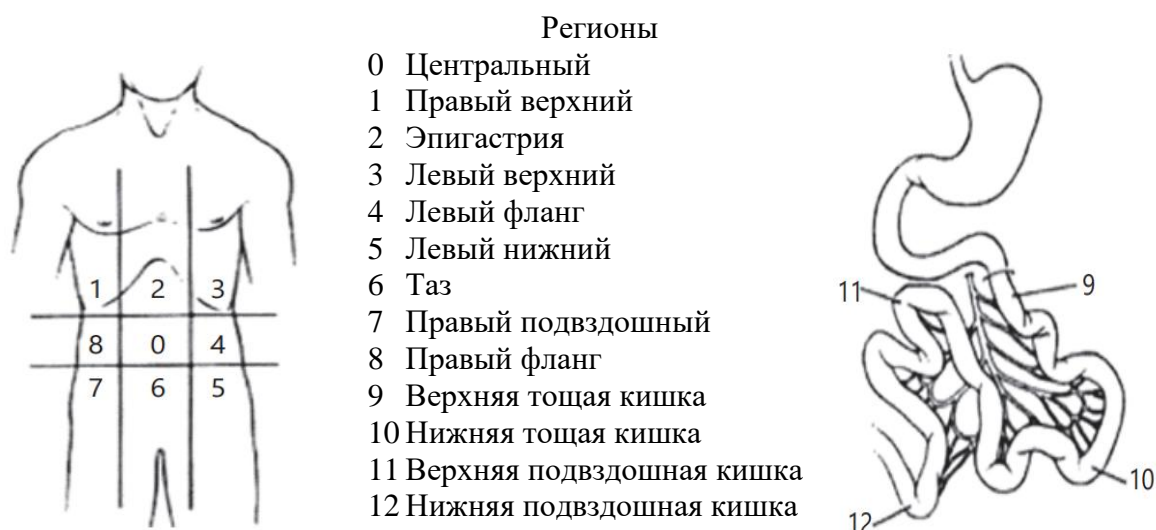 Регионы
0 Центральный
1 Правый верхний
2 Эпигастрия
3 Левый верхний
4 Левый фланг
5 Левый нижний
6 Таз
7 Правый подвздошный
8 Правый фланг
9 Верхняя тощая кишка
10 Нижняя тощая кишка
11 Верхняя подвздошная кишка
12 Нижняя подвздошная кишка
1 2 3
8 0 4
7 6 5
9
11
10
12